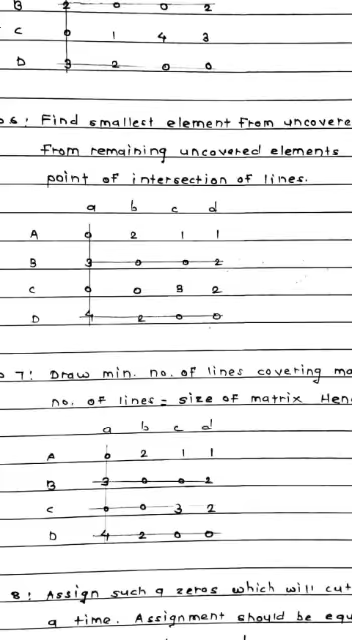 B 2 0 0 2
C 0 1 4 3
D 3 2 0 0
6: Find smallest element from uncovere
from remaining uncovered elements
point of intersection of lines.
a b c d
A 0 2 1 1
B 3 0 0 2
C 0 0 3 2
D 4 2 0 0
7: Draw min. no. of lines covering ma
no. of lines = size of matrix Hen
a b c d
A 0 2 1 1
B 3 0 0 2
C 0 0 3 2
D 4 2 0 0
8: Assign such a zeros which will cut
a time. Assignment should be equ